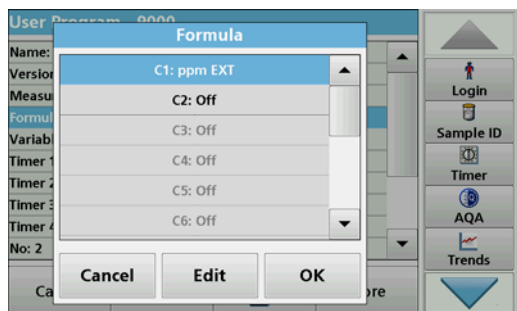 User Program 9000
Formula
Name:
Version
Measu
Formul
Variabl
Timer 1
Timer 2
Timer 3
Timer 4
No: 2
C1: ppm EXT
C2: Off
C3: Off
C4: Off
C5: Off
C6: Off
Cancel
Edit
OK
Ca
ore
Login
Sample ID
Timer
AQA
Trends